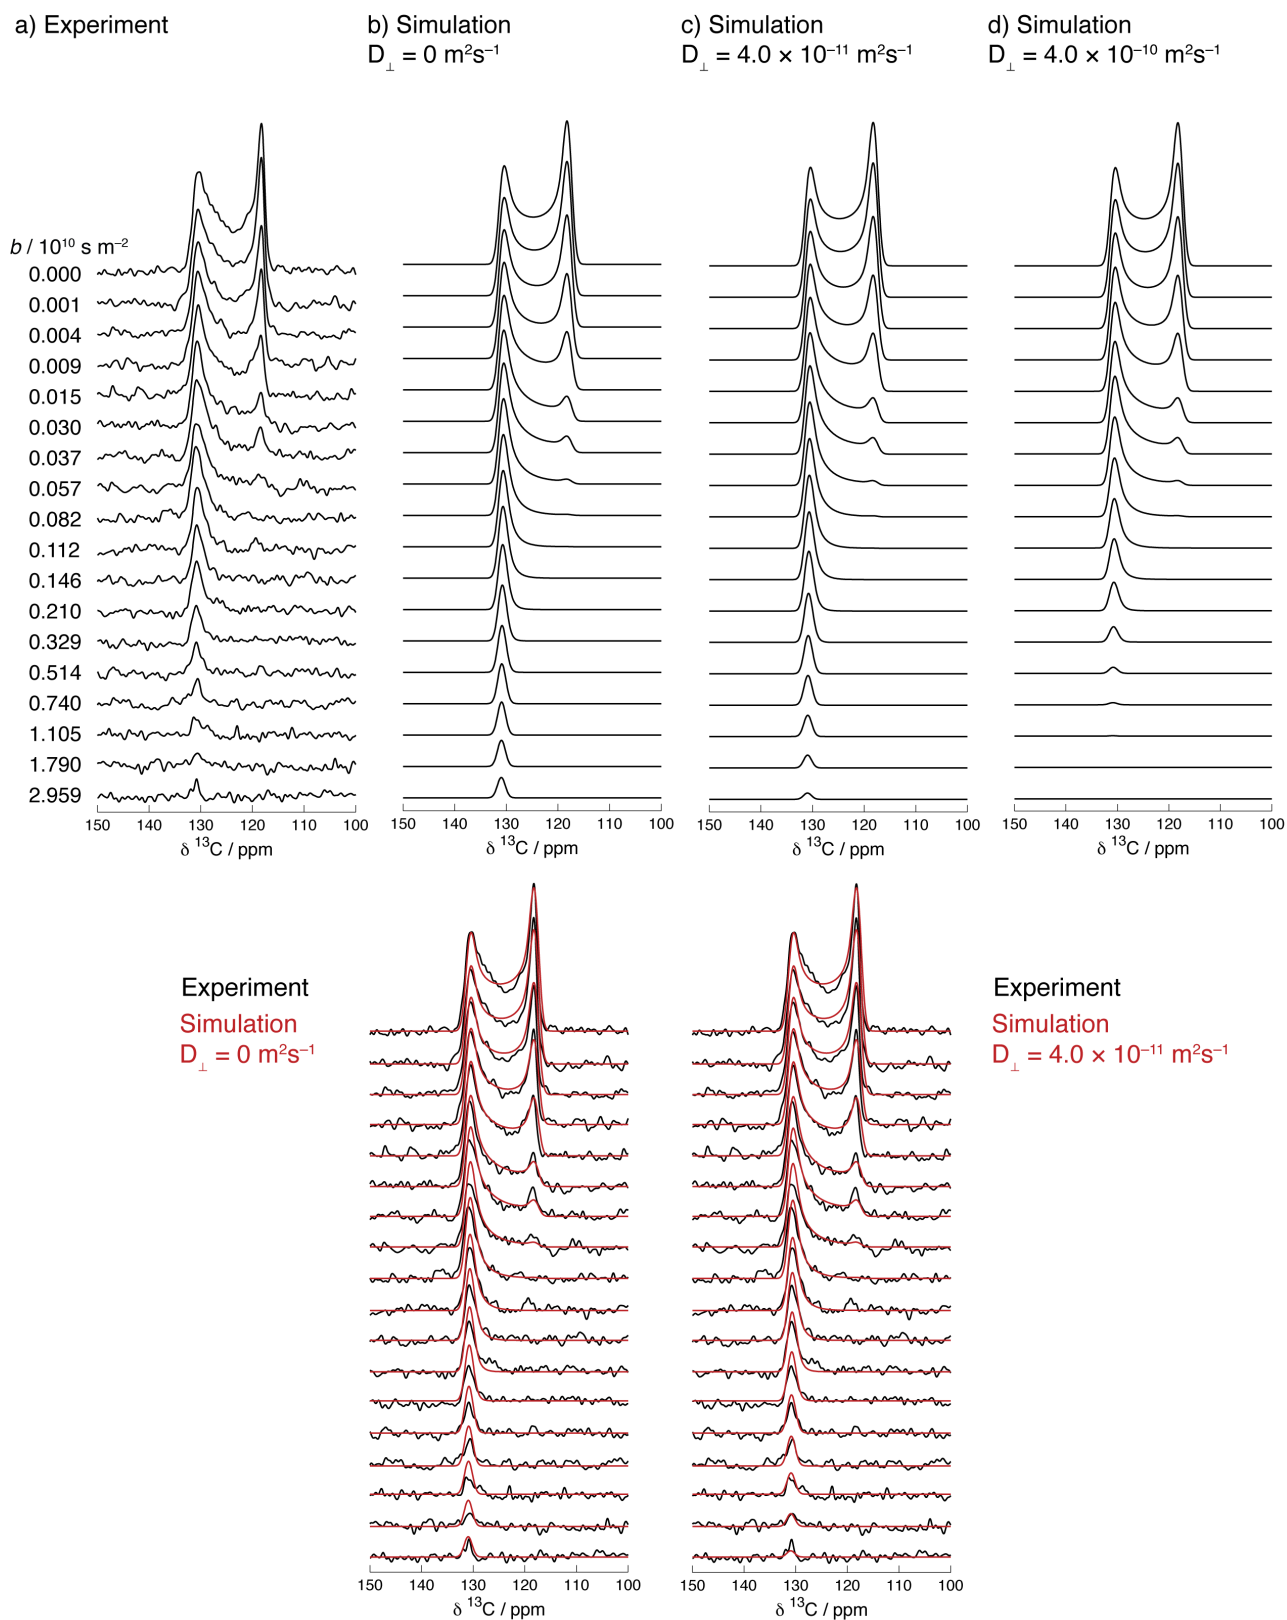 a) Experiment
b) Simulation
D⊥ = 0 m²s⁻¹
c) Simulation
D⊥ = 4.0 × 10⁻¹¹ m²s⁻¹
d) Simulation
D⊥ = 4.0 × 10⁻¹⁰ m²s⁻¹
b / 10¹⁰ s m⁻²
0.000
0.001
0.004
0.009
0.015
0.030
0.037
0.057
0.082
0.112
0.146
0.210
0.329
0.514
0.740
1.105
1.790
2.959
150 140 130 120 110 100
δ ¹³C / ppm
150 140 130 120 110 100
δ ¹³C / ppm
150 140 130 120 110 100
δ ¹³C / ppm
150 140 130 120 110 100
δ ¹³C / ppm
Experiment
Simulation
D⊥ = 0 m²s⁻¹
Experiment
Simulation
D⊥ = 4.0 × 10⁻¹¹ m²s⁻¹
150 140 130 120 110 100
δ ¹³C / ppm
150 140 130 120 110 100
δ ¹³C / ppm